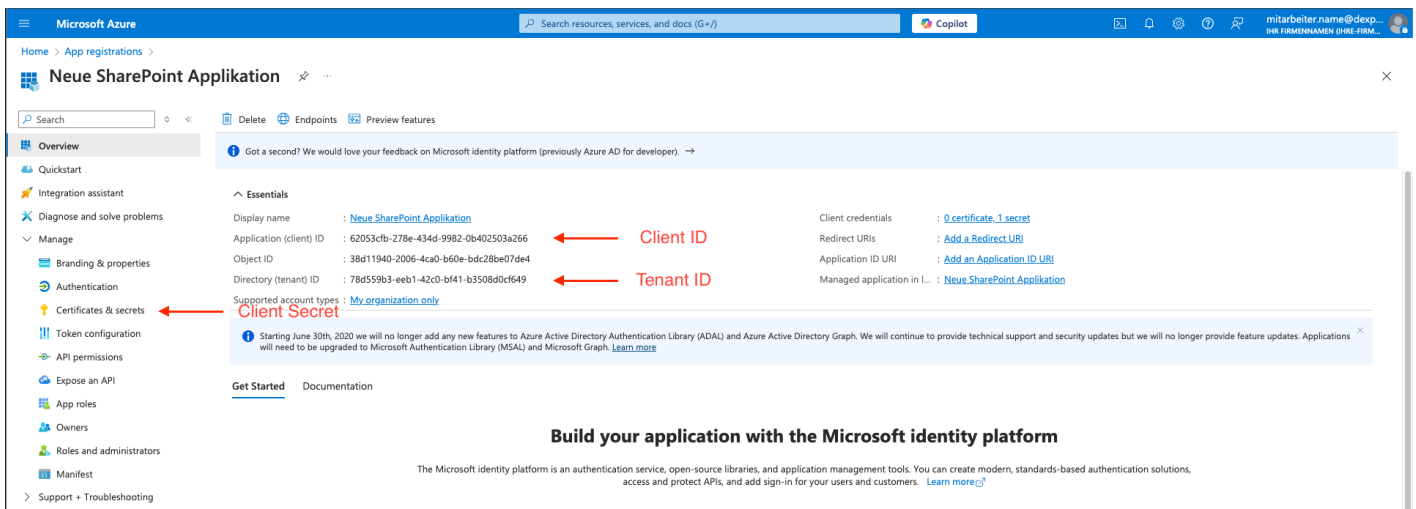 Microsoft Azure
Search resources, services, and docs (G+/)
Copilot
mitarbeiter.name@dexp...
IHR FIRMENNAMEN (IHRE-FIRM...
Home > App registrations >
Neue SharePoint Applikation
Search
Delete
Endpoints
Preview features
Overview
Quickstart
Integration assistant
Diagnose and solve problems
Manage
Branding & properties
Authentication
Certificates & secrets
Token configuration
API permissions
Expose an API
App roles
Owners
Roles and administrators
Manifest
Support + Troubleshooting
Got a second? We would love your feedback on Microsoft identity platform (previously Azure AD for developer). →
Essentials
Display name : Neue SharePoint Applikation
Application (client) ID : 62053cfb-278e-434d-9982-0b402503a266
Client ID
Object ID : 38d11940-2006-4ca0-b60e-bdc28be07de4
Directory (tenant) ID : 78d559b3-eeb1-42c0-bf41-b3508d0cf649
Tenant ID
Supported account types : My organization only
Client Secret
Client credentials : 0 certificate, 1 secret
Redirect URIs : Add a Redirect URI
Application ID URI : Add an Application ID URI
Managed application in l... : Neue SharePoint Applikation
Starting June 30th, 2020 we will no longer add any new features to Azure Active Directory Authentication Library (ADAL) and Azure Active Directory Graph. We will continue to provide technical support and security updates but we will no longer provide feature updates. Applications
will need to be upgraded to Microsoft Authentication Library (MSAL) and Microsoft Graph. Learn more
Get Started
Documentation
Build your application with the Microsoft identity platform
The Microsoft identity platform is an authentication service, open-source libraries, and application management tools. You can create modern, standards-based authentication solutions,
access and protect APIs, and add sign-in for your users and customers. Learn more